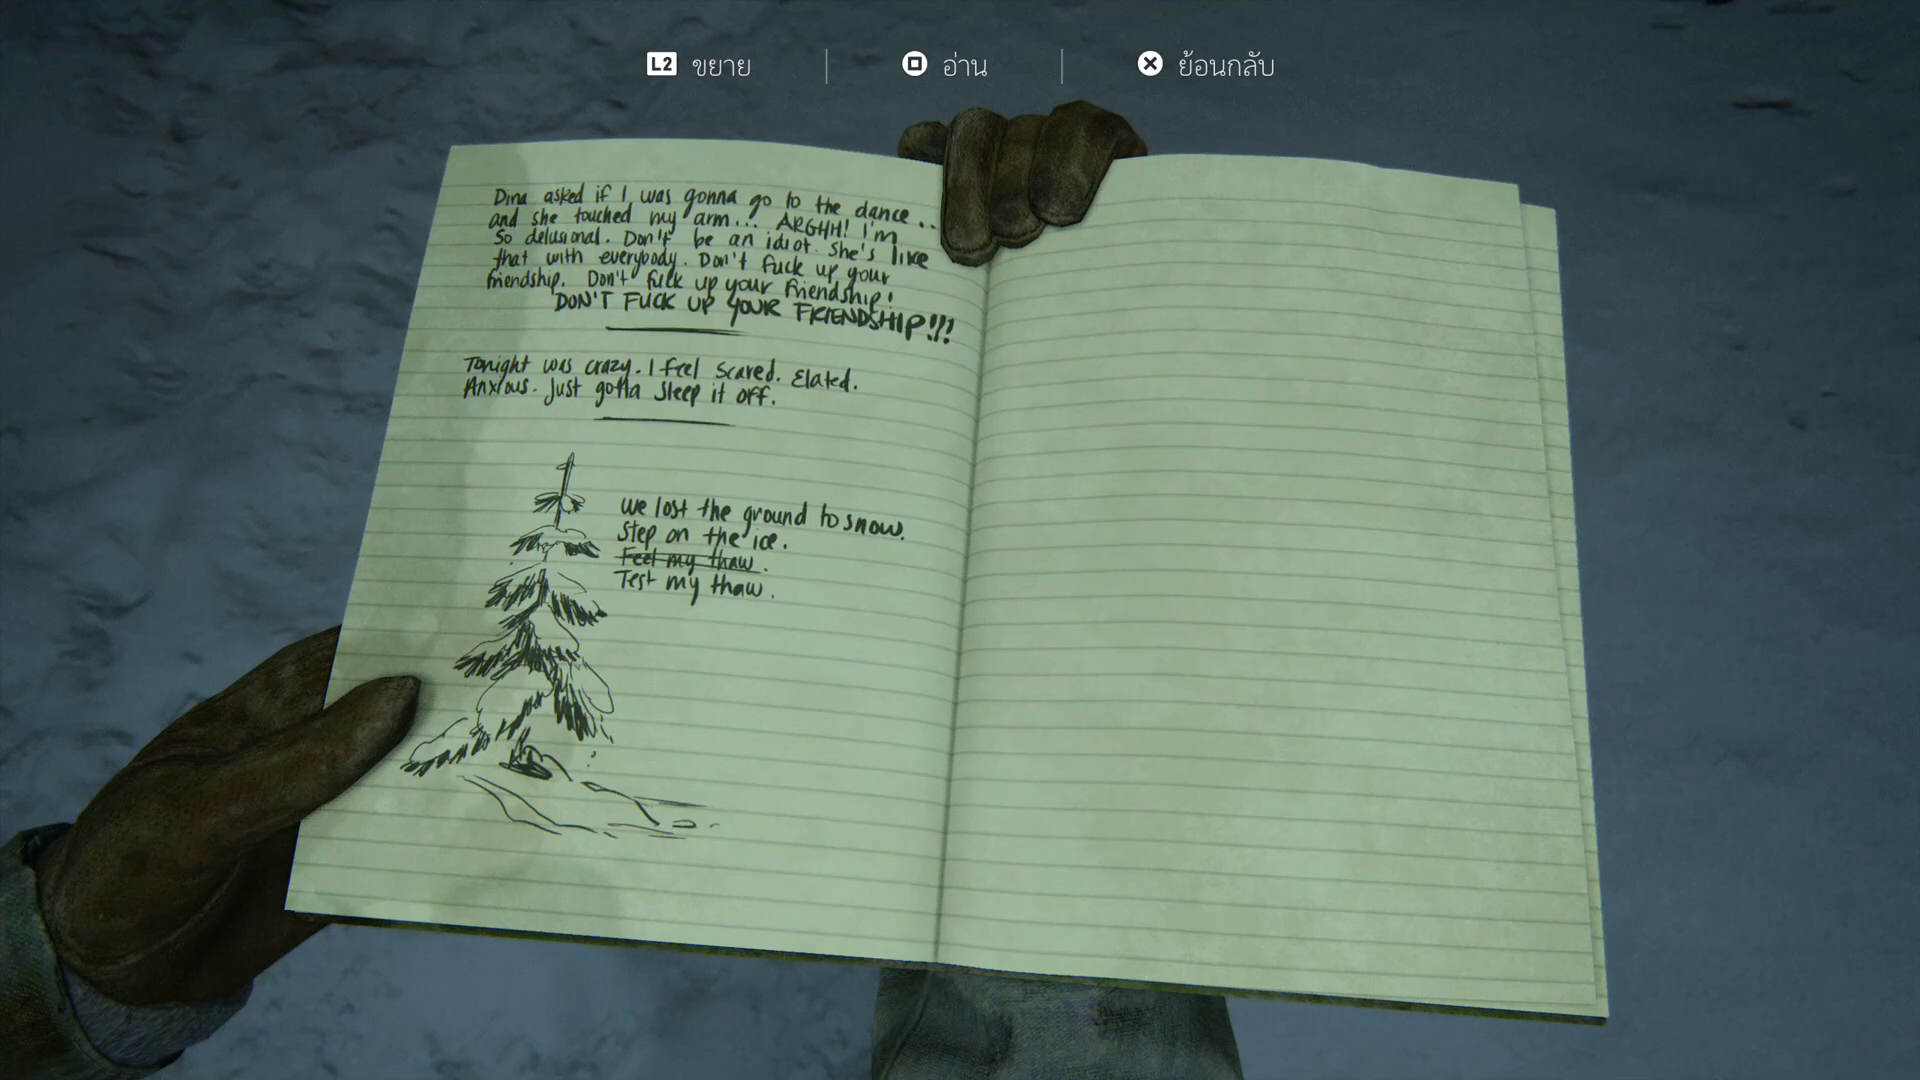 L2 ขยาย อ่าน ย้อนกลับ
Dina asked if I was gonna go to the dance..
and she touched my arm... ARGHH! I'm
So delusional. Don't be an idiot. She's like
that with everybody. Don't fuck up your
friendship. Don't fuck up your friendship!
DON'T FUCK UP YOUR FRIENDSHIP!!!
Tonight was crazy. I feel scared. Elated.
Anxious. Just gotta sleep it off.
We lost the ground to snow.
Step on the ice.
Feel my thaw.
Test my thaw.